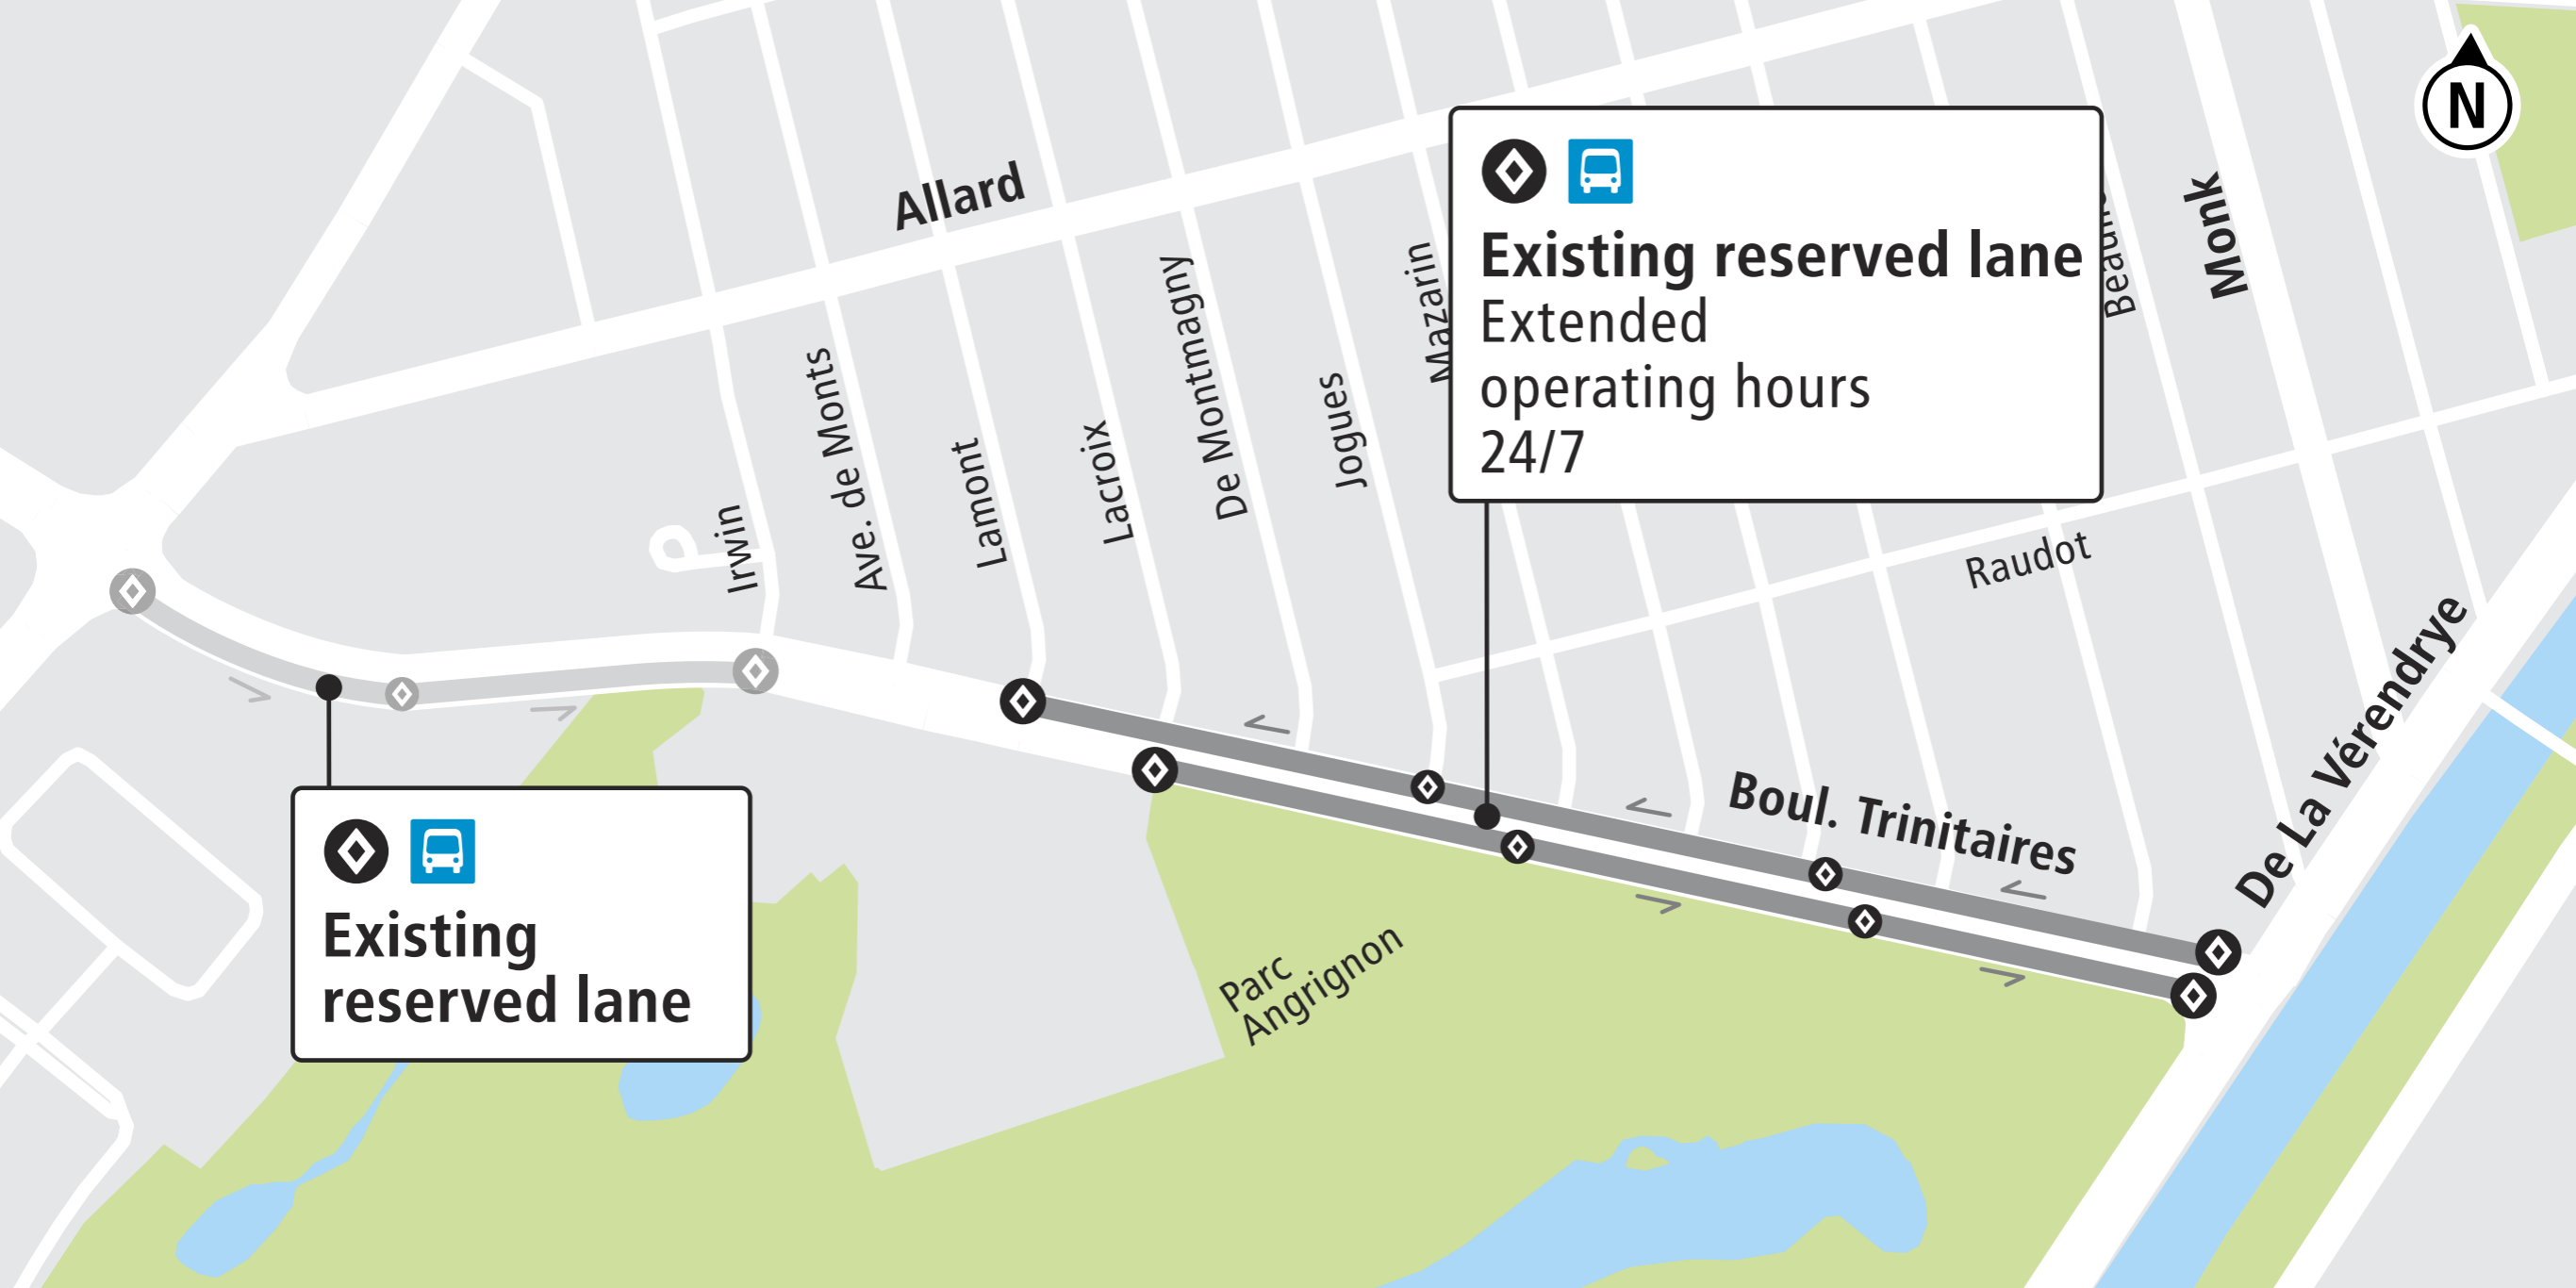 N
Allard
Monk
Existing reserved lane
Extended
operating hours
24/7
Irwin
Ave. de Monts
Lamont
Lacroix
De Montmagny
Jogues
Mazarin
Raudot
De La Vérendrye
Boul. Trinitaires
Parc
Angrignon
Existing
reserved lane